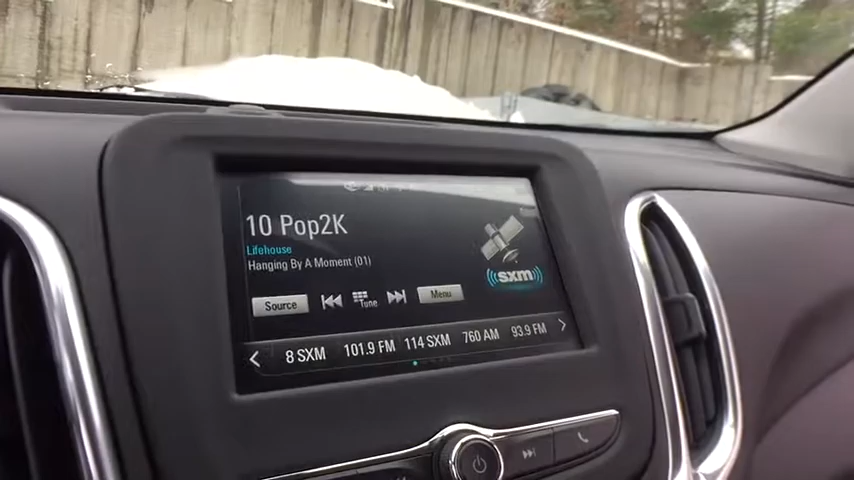 10 Pop2K
Lifehouse
Hanging By A Moment (01)
sxm
Source
Tune
Menu
8 SXM
101.9 FM
114 SXM
760 AM
93.9 FM